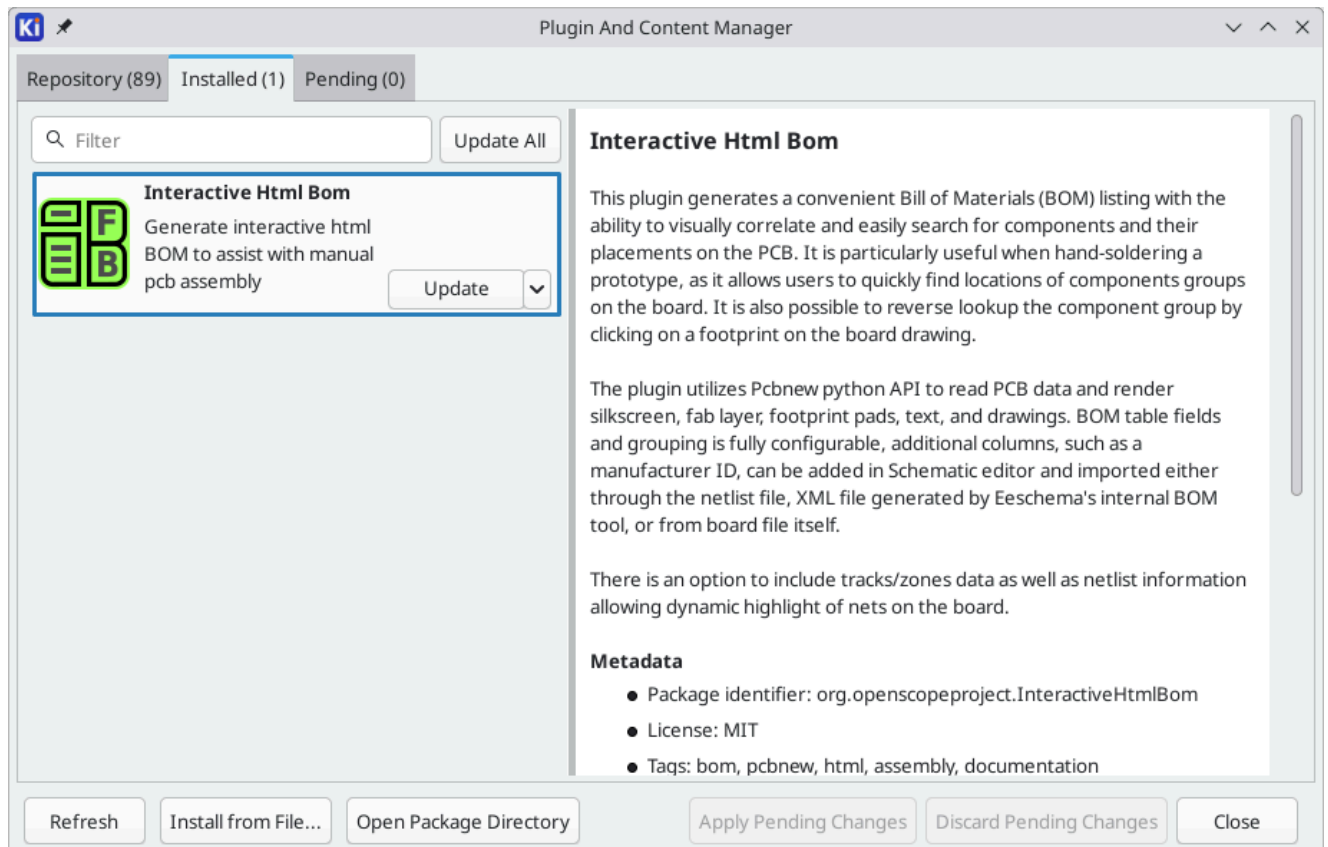 Ki
Plugin And Content Manager
Repository (89)
Installed (1)
Pending (0)
Filter
Update All
Interactive Html Bom
Generate interactive html
BOM to assist with manual
pcb assembly
F
B
Update
Interactive Html Bom
This plugin generates a convenient Bill of Materials (BOM) listing with the
ability to visually correlate and easily search for components and their
placements on the PCB. It is particularly useful when hand-soldering a
prototype, as it allows users to quickly find locations of components groups
on the board. It is also possible to reverse lookup the component group by
clicking on a footprint on the board drawing.
The plugin utilizes Pcbnew python API to read PCB data and render
silkscreen, fab layer, footprint pads, text, and drawings. BOM table fields
and grouping is fully configurable, additional columns, such as a
manufacturer ID, can be added in Schematic editor and imported either
through the netlist file, XML file generated by Eeschema's internal BOM
tool, or from board file itself.
There is an option to include tracks/zones data as well as netlist information
allowing dynamic highlight of nets on the board.
Metadata
● Package identifier: org.openscopeproject.InteractiveHtmlBom
● License: MIT
● Tags: bom, pcbnew, html, assembly, documentation
Refresh
Install from File...
Open Package Directory
Apply Pending Changes
Discard Pending Changes
Close